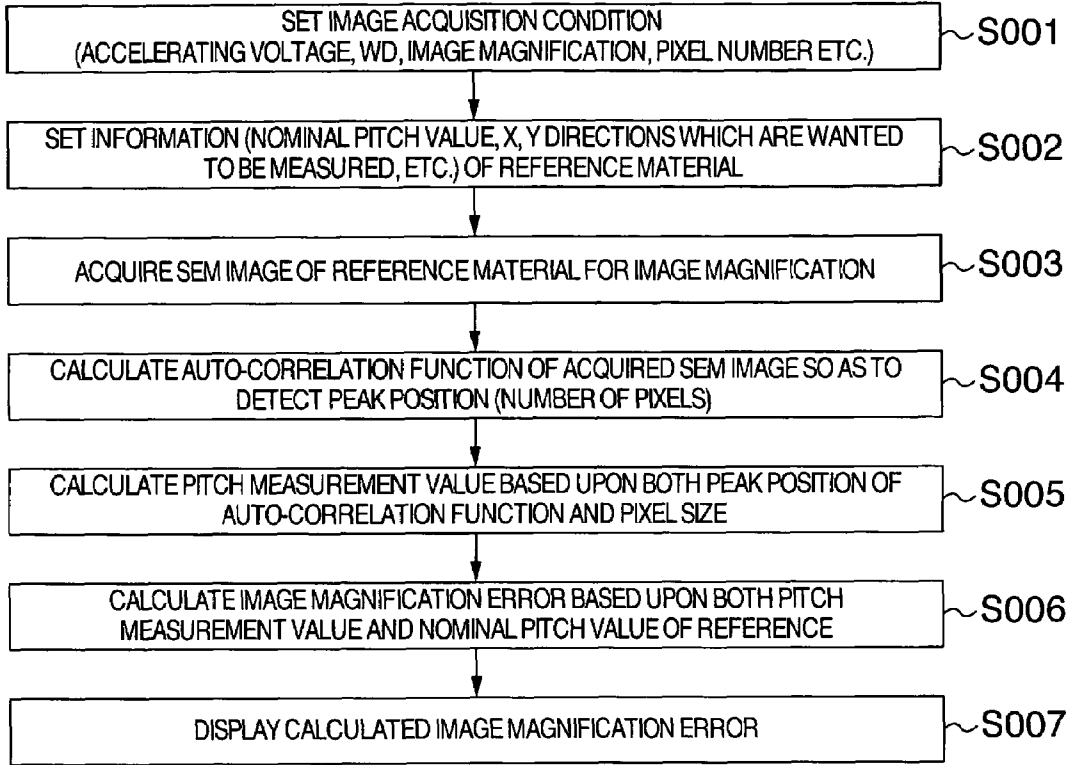 SET IMAGE ACQUISITION CONDITION
(ACCELERATING VOLTAGE, WD, IMAGE MAGNIFICATION, PIXEL NUMBER ETC.)
S001
SET INFORMATION (NOMINAL PITCH VALUE, X, Y DIRECTIONS WHICH ARE WANTED
TO BE MEASURED, ETC.) OF REFERENCE MATERIAL
S002
ACQUIRE SEM IMAGE OF REFERENCE MATERIAL FOR IMAGE MAGNIFICATION
S003
CALCULATE AUTO-CORRELATION FUNCTION OF ACQUIRED SEM IMAGE SO AS TO
DETECT PEAK POSITION (NUMBER OF PIXELS)
S004
CALCULATE PITCH MEASUREMENT VALUE BASED UPON BOTH PEAK POSITION OF
AUTO-CORRELATION FUNCTION AND PIXEL SIZE
S005
CALCULATE IMAGE MAGNIFICATION ERROR BASED UPON BOTH PITCH
MEASUREMENT VALUE AND NOMINAL PITCH VALUE OF REFERENCE
S006
DISPLAY CALCULATED IMAGE MAGNIFICATION ERROR
S007